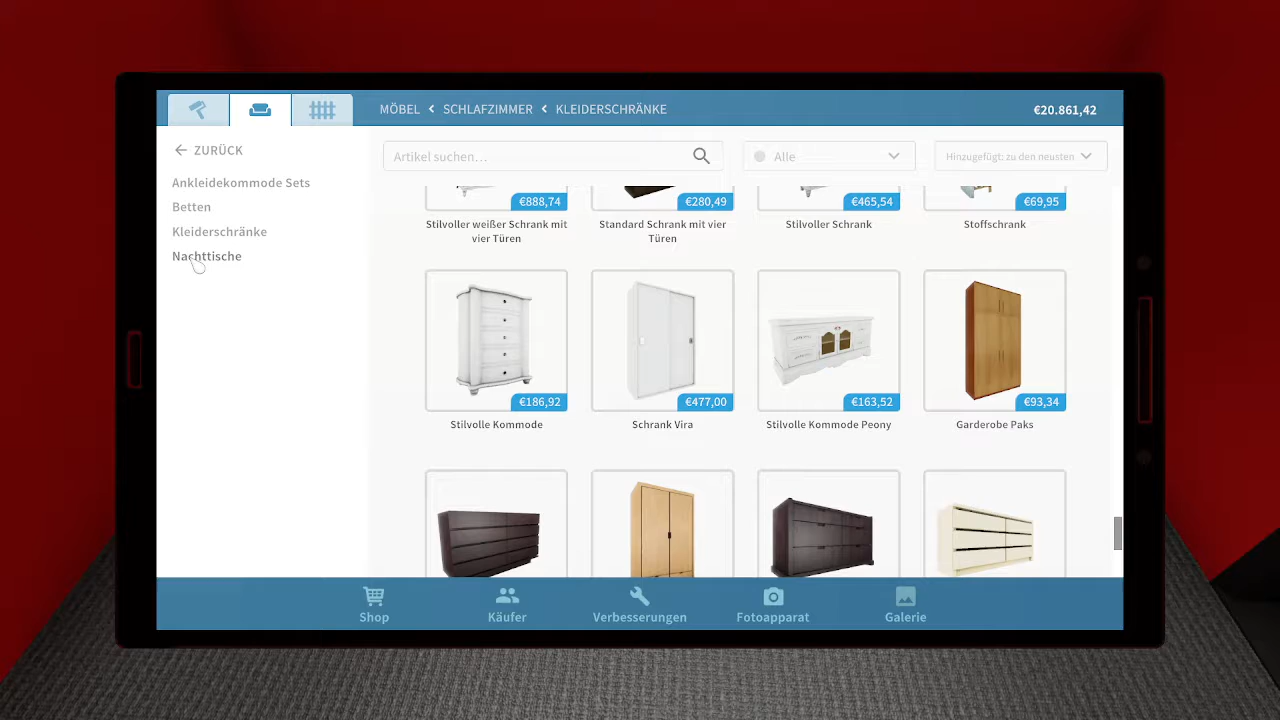 MÖBEL < SCHLAFZIMMER < KLEIDERSCHRÄNKE
€20.861,42
ZURÜCK
Artikel suchen...
Alle
Hinzugefügt: zu den neusten
Ankleidekommode Sets
Betten
Kleiderschränke
Nachttische
€888,74
€280,49
€465,54
€69,95
Stilvoller weißer Schrank mit
vier Türen
Standard Schrank mit vier
Türen
Stilvoller Schrank
Stoffschrank
€186,92
€477,00
€163,52
€93,34
Stilvolle Kommode
Schrank Vira
Stilvolle Kommode Peony
Garderobe Paks
Shop
Käufer
Verbesserungen
Fotoapparat
Galerie